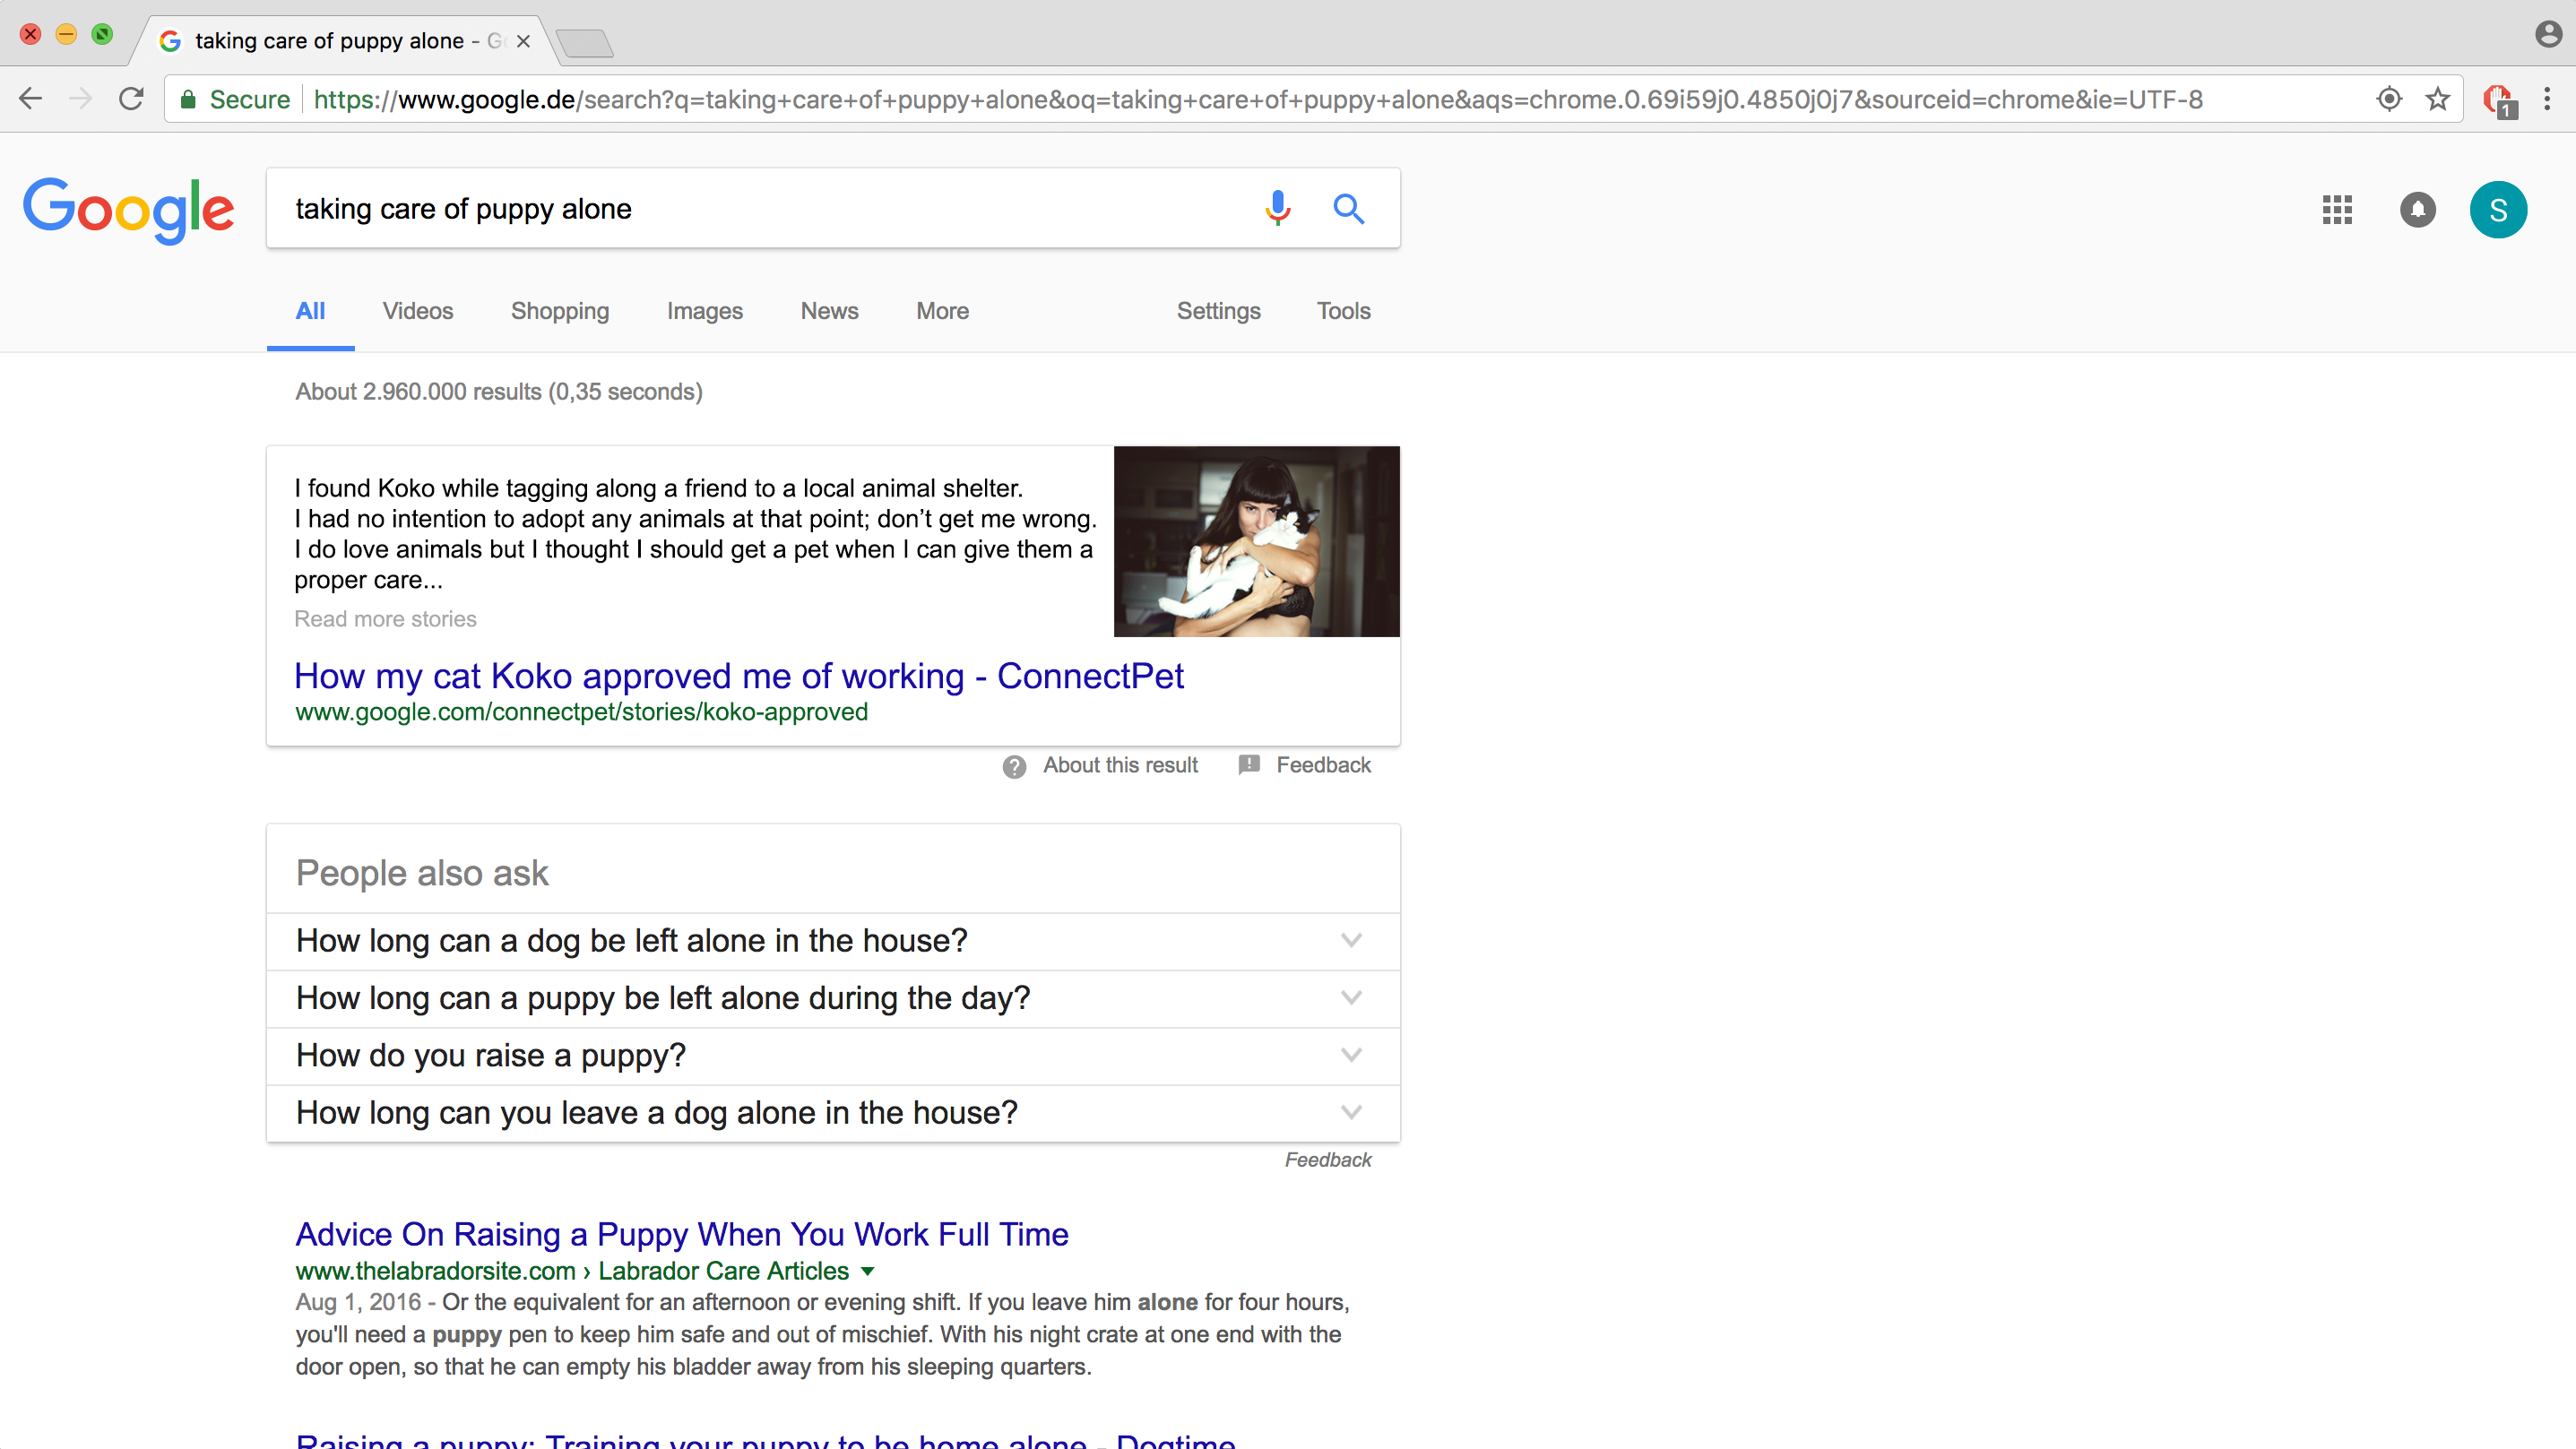 taking care of puppy alone - G
Secure https://www.google.de/search?q=taking+care+of+puppy+alone&oq=taking+care+of+puppy+alone&aqs=chrome.0.69i59j0.4850j0j7&sourceid=chrome&ie=UTF-8
1
Google
taking care of puppy alone
S
All Videos Shopping Images News More Settings Tools
About 2.960.000 results (0,35 seconds)
I found Koko while tagging along a friend to a local animal shelter.
I had no intention to adopt any animals at that point; don’t get me wrong.
I do love animals but I thought I should get a pet when I can give them a
proper care...
Read more stories
How my cat Koko approved me of working - ConnectPet
www.google.com/connectpet/stories/koko-approved
About this result Feedback
People also ask
How long can a dog be left alone in the house?
How long can a puppy be left alone during the day?
How do you raise a puppy?
How long can you leave a dog alone in the house?
Feedback
Advice On Raising a Puppy When You Work Full Time
www.thelabradorsite.com › Labrador Care Articles
Aug 1, 2016 - Or the equivalent for an afternoon or evening shift. If you leave him alone for four hours,
you'll need a puppy pen to keep him safe and out of mischief. With his night crate at one end with the
door open, so that he can empty his bladder away from his sleeping quarters.
Raising a puppy: Training your puppy to be home alone - Dogtime